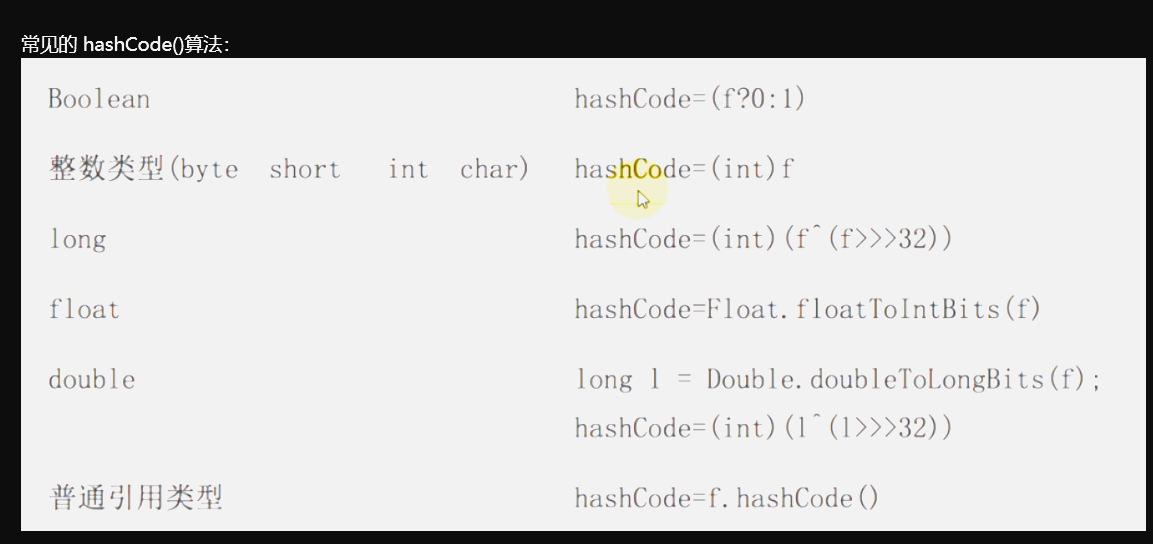 常见的 hashCode()算法：
Boolean hashCode=(f?0:1)
整数类型(byte short int char) hashCode=(int)f
long hashCode=(int)(f^(f>>>32))
float hashCode=Float.floatToIntBits(f)
double long l = Double.doubleToLongBits(f);
hashCode=(int)(l^(l>>>32))
普通引用类型 hashCode=f.hashCode()